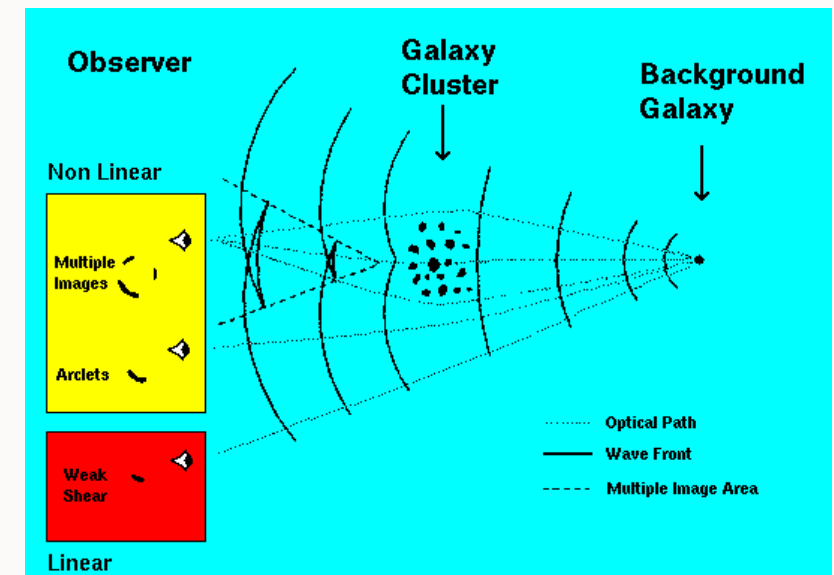 Observer
Galaxy
Cluster
Background
Galaxy
Non Linear
Multiple
Images
Arclets
Weak
Shear
Linear
Optical Path
Wave Front
Multiple Image Area